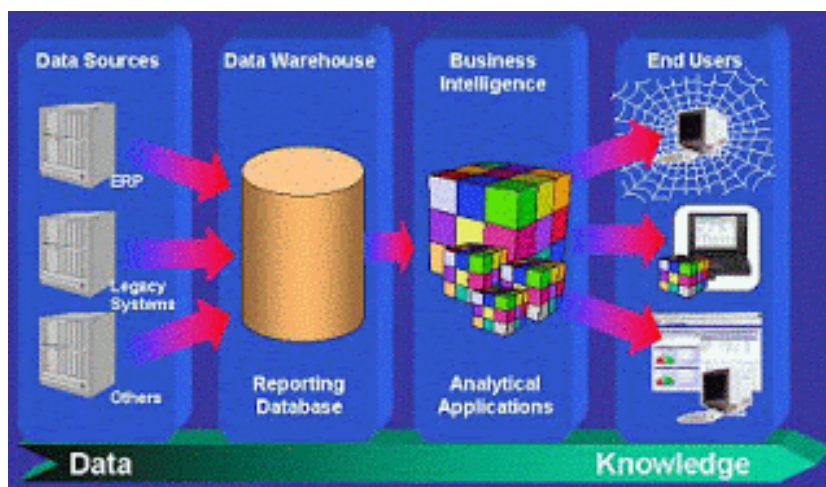 Data Sources
ERP
Legacy
Systems
Others
Data Warehouse
Reporting
Database
Business
Intelligence
Analytical
Applications
End Users
Data
Knowledge